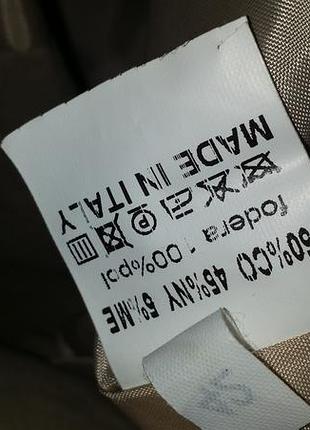 50%CO 45%NY 5%ME
fodera 100%pol
P
MADE IN ITALY